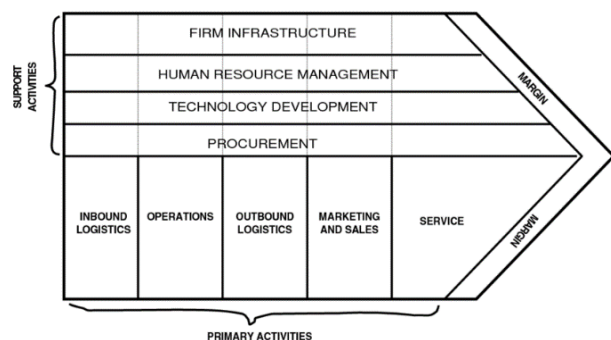 FIRM INFRASTRUCTURE
HUMAN RESOURCE MANAGEMENT
TECHNOLOGY DEVELOPMENT
PROCUREMENT
SUPPORT
ACTIVITIES
MARGIN
INBOUND
LOGISTICS
OPERATIONS
OUTBOUND
LOGISTICS
MARKETING
AND SALES
SERVICE
MARGIN
PRIMARY ACTIVITIES